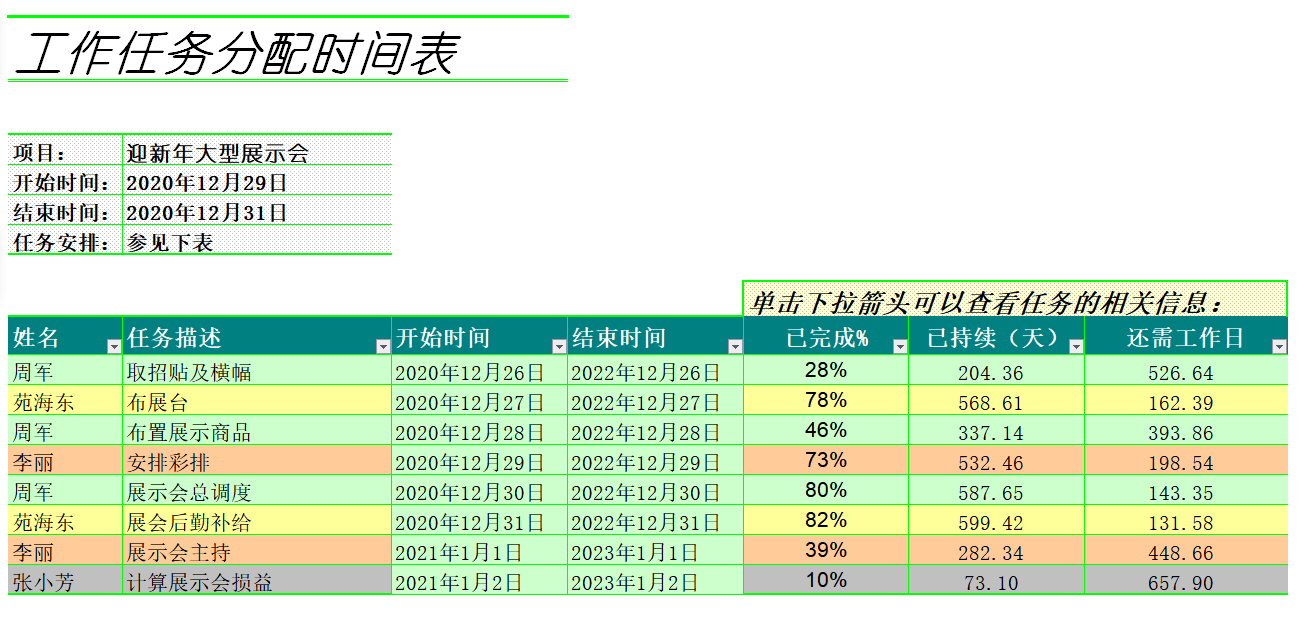 工作任务分配时间表
项目： 迎新年大型展示会
开始时间： 2020年12月29日
结束时间： 2020年12月31日
任务安排： 参见下表
单击下拉箭头可以查看任务的相关信息：
姓名 任务描述 开始时间 结束时间 已完成% 已持续（天） 还需工作日
周军 取招贴及横幅 2020年12月26日 2022年12月26日 28% 204.36 526.64
苑海东 布展台 2020年12月27日 2022年12月27日 78% 568.61 162.39
周军 布置展示商品 2020年12月28日 2022年12月28日 46% 337.14 393.86
李丽 安排彩排 2020年12月29日 2022年12月29日 73% 532.46 198.54
周军 展示会总调度 2020年12月30日 2022年12月30日 80% 587.65 143.35
苑海东 展会后勤补给 2020年12月31日 2022年12月31日 82% 599.42 131.58
李丽 展示会主持 2021年1月1日 2023年1月1日 39% 282.34 448.66
张小芳 计算展示会损益 2021年1月2日 2023年1月2日 10% 73.10 657.90